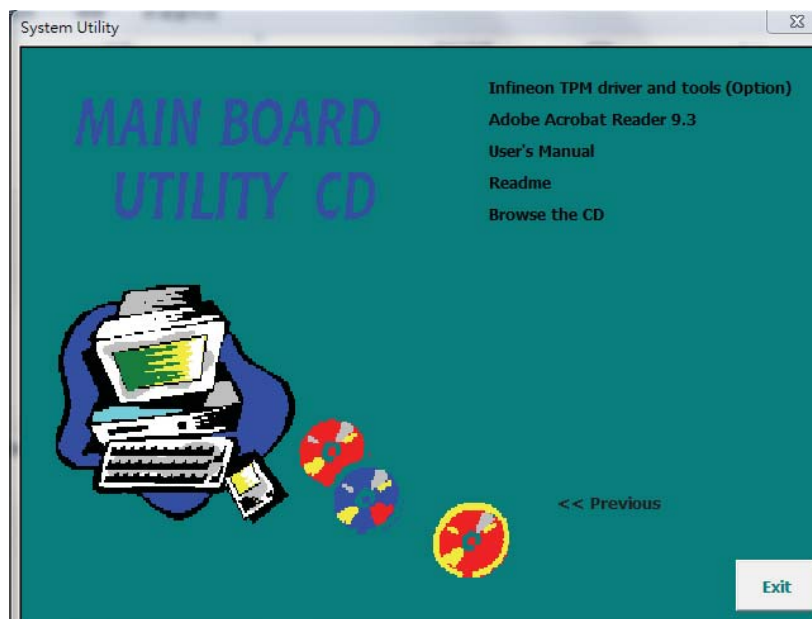 System Utility
MAIN BOARD
UTILITY CD
Infineon TPM driver and tools (Option)
Adobe Acrobat Reader 9.3
User's Manual
Readme
Browse the CD
<< Previous
Exit